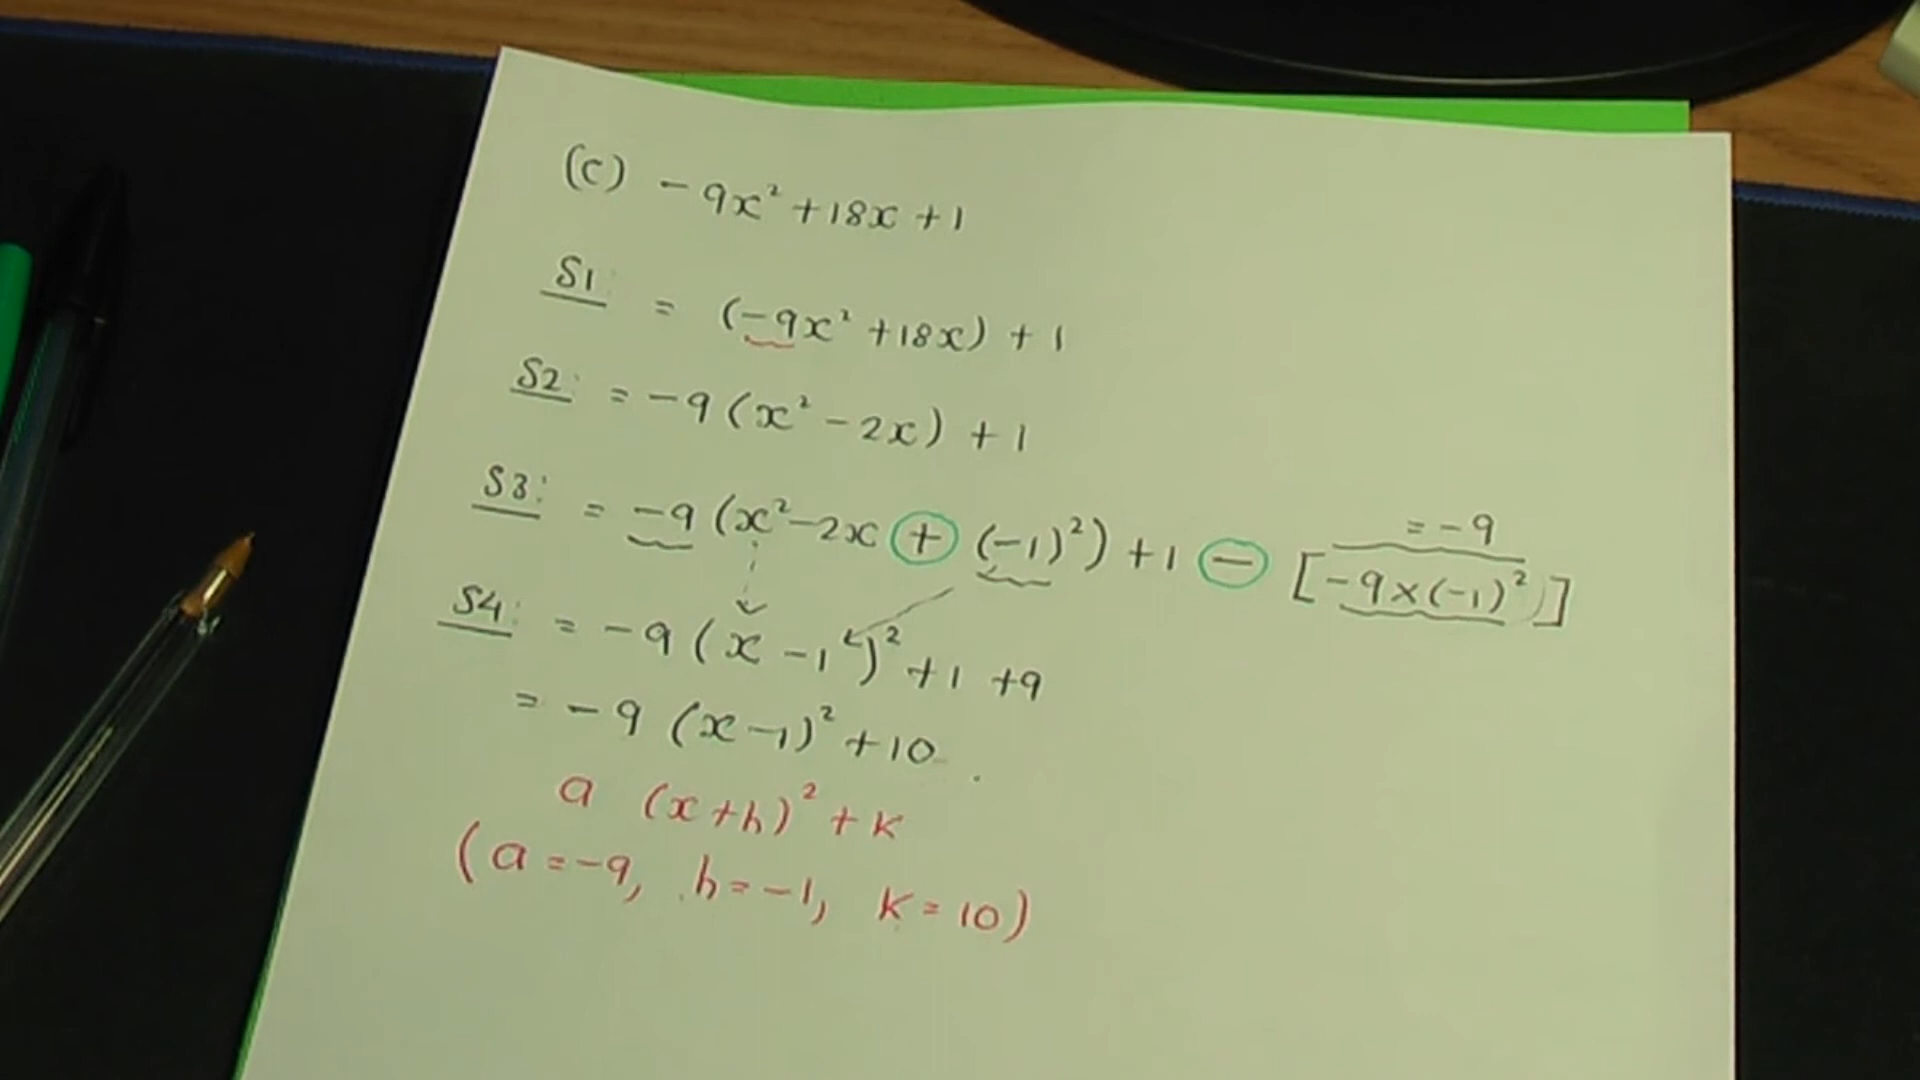 (c) -9x² + 18x + 1
S1: = (-9x² + 18x) + 1
S2: = -9 (x² - 2x) + 1
S3: = -9 (x² - 2x + (-1)²) + 1 - [-9 × (-1)²] = -9
S4: = -9 (x - 1)² + 1 + 9
= -9 (x - 1)² + 10.
a (x + h)² + k
(a = -9, h = -1, k = 10)